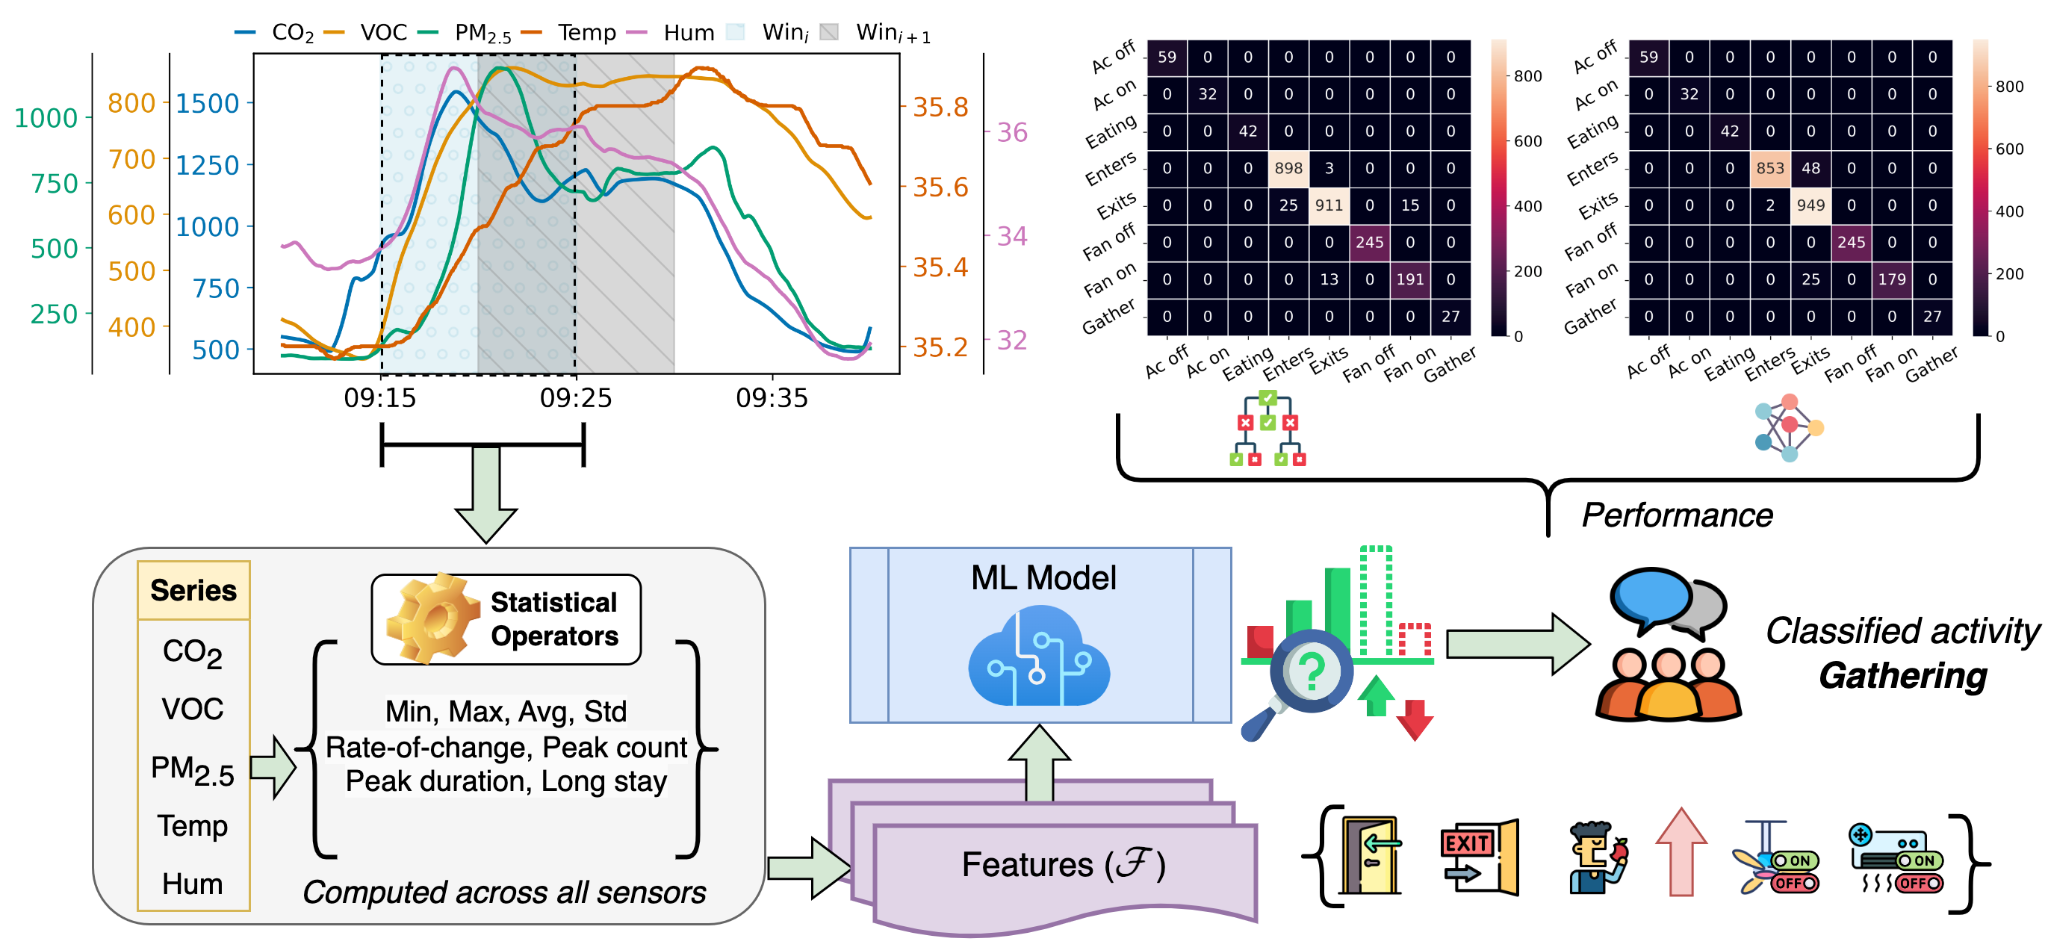 CO2 VOC PM2.5 Temp Hum Wini Wini+1
1000
750
500
250
800
700
600
500
400
1500
1250
1000
750
500
35.8
35.6
35.4
35.2
36
34
32
09:15 09:25 09:35
Ac off 59 0 0 0 0 0 0 0
Ac on 0 32 0 0 0 0 0 0
Eating 0 0 42 0 0 0 0 0
Enters 0 0 0 898 3 0 0 0
Exits 0 0 0 25 911 0 15 0
Fan off 0 0 0 0 0 245 0 0
Fan on 0 0 0 0 13 0 191 0
Gather 0 0 0 0 0 0 0 27
Ac off Ac on Eating Enters Exits Fan off Fan on Gather
800
600
400
200
0
Ac off 59 0 0 0 0 0 0 0
Ac on 0 32 0 0 0 0 0 0
Eating 0 0 42 0 0 0 0 0
Enters 0 0 0 853 48 0 0 0
Exits 0 0 0 2 949 0 0 0
Fan off 0 0 0 0 0 245 0 0
Fan on 0 0 0 0 25 0 179 0
Gather 0 0 0 0 0 0 0 27
Ac off Ac on Eating Enters Exits Fan off Fan on Gather
800
600
400
200
0
Performance
Series
CO2
VOC
PM2.5
Temp
Hum
Statistical
Operators
Min, Max, Avg, Std
Rate-of-change, Peak count
Peak duration, Long stay
Computed across all sensors
ML Model
Features (ℱ)
?
Classified activity
Gathering
EXIT
ON
OFF
ON
OFF